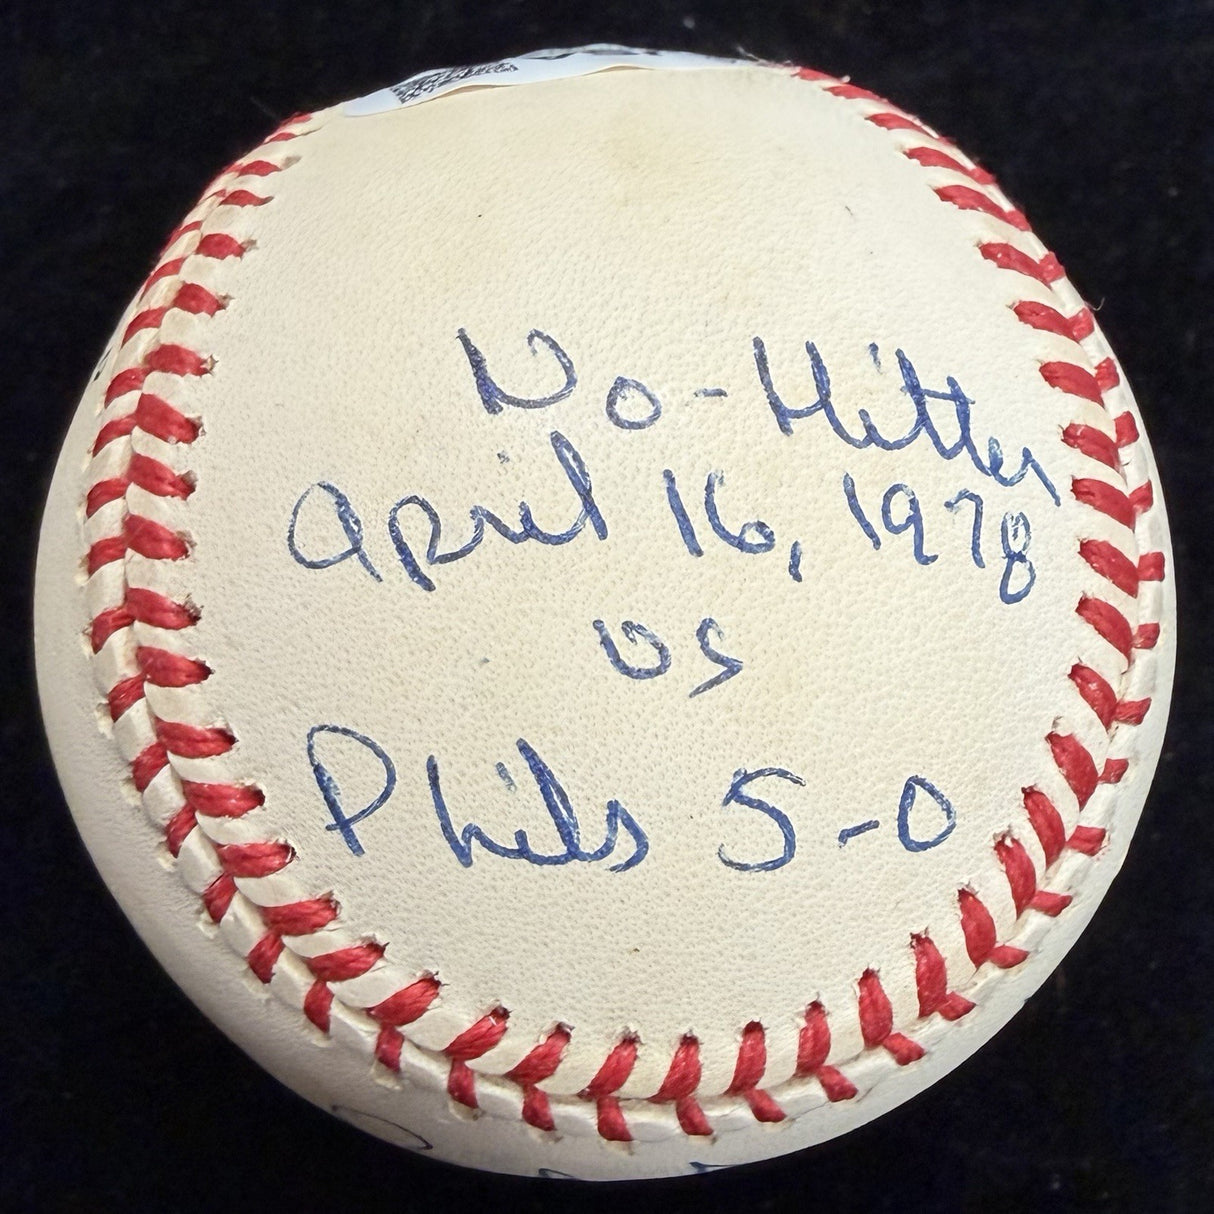 No-Hitter
April 16, 1978
vs
Phils 5-0